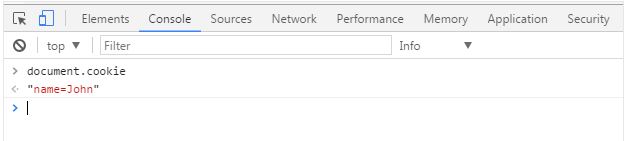 Elements Console Sources Network Performance Memory Application Security
top ▼ Filter Info ▼
> document.cookie
<· "name=John"
>